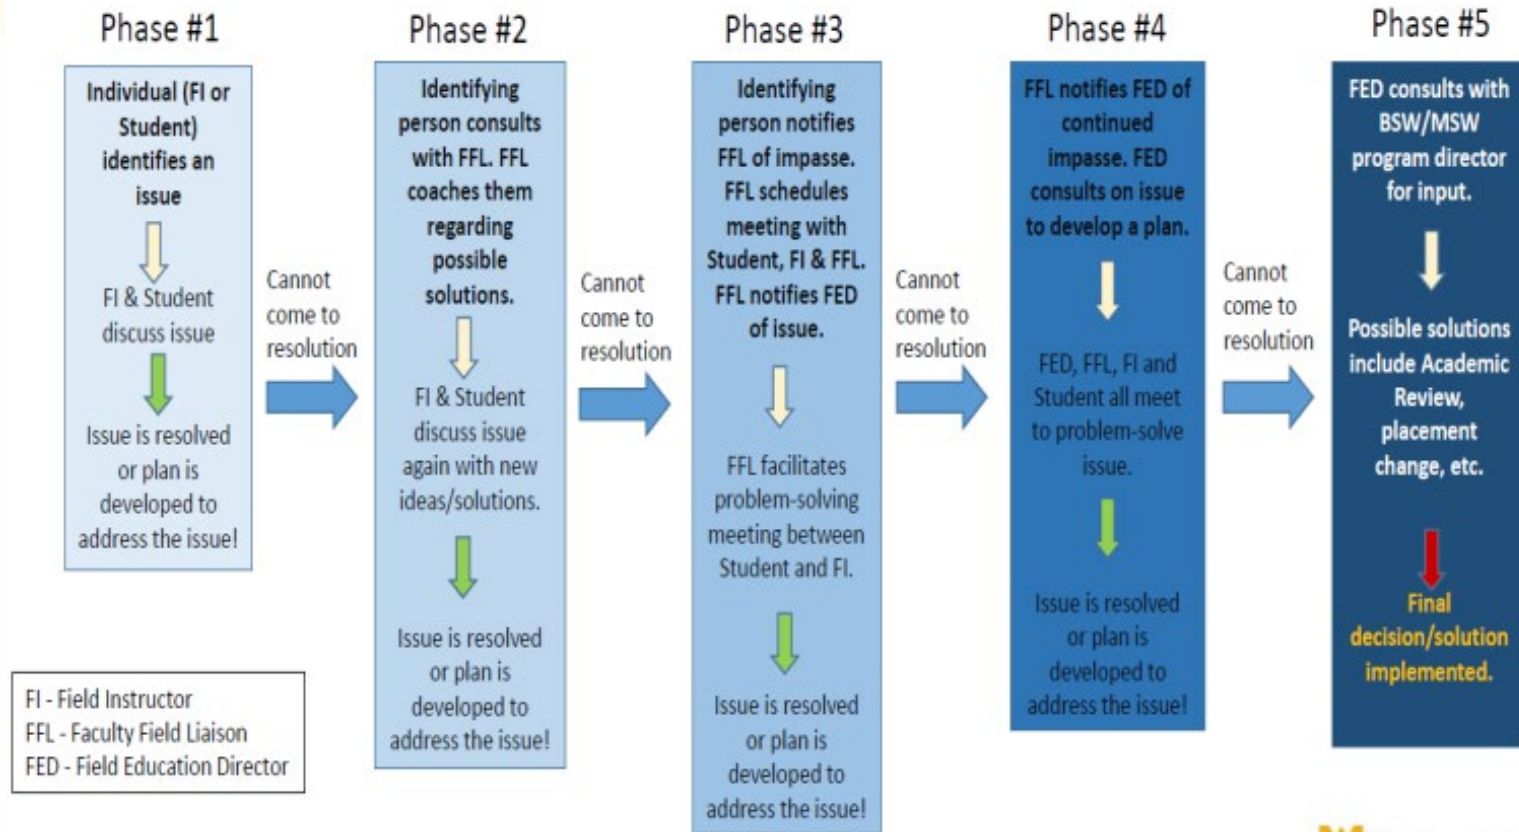 Phase #1
Individual (FI or
Student)
identifies an
issue
FI & Student
discuss issue
Issue is resolved
or plan is
developed to
address the issue!
Cannot
come to
resolution
Phase #2
Identifying
person consults
with FFL. FFL
coaches them
regarding
possible
solutions.
FI & Student
discuss issue
again with new
ideas/solutions.
Issue is resolved
or plan is
developed to
address the issue!
Cannot
come to
resolution
Phase #3
Identifying
person notifies
FFL of impasse.
FFL schedules
meeting with
Student, FI & FFL.
FFL notifies FED
of issue.
FFL facilitates
problem-solving
meeting between
Student and FI.
Issue is resolved
or plan is
developed to
address the issue!
Cannot
come to
resolution
Phase #4
FFL notifies FED of
continued
impasse. FED
consults on issue
to develop a plan.
FED, FFL, FI and
Student all meet
to problem-solve
issue.
Issue is resolved
or plan is
developed to
address the issue!
Cannot
come to
resolution
Phase #5
FED consults with
BSW/MSW
program director
for input.
Possible solutions
include Academic
Review,
placement
change, etc.
Final
decision/solution
implemented.
FI - Field Instructor
FFL - Faculty Field Liaison
FED - Field Education Director